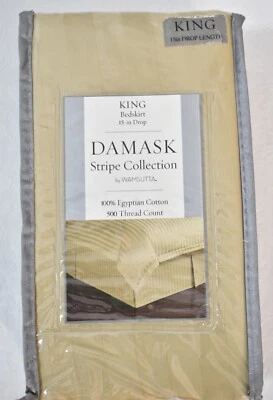 KING
15in DROP LENGTH
KING
Bedskirt
15 in Drop
DAMASK
Stripe Collection
by WAMSUTTA
100% Egyptian Cotton
500 Thread Count